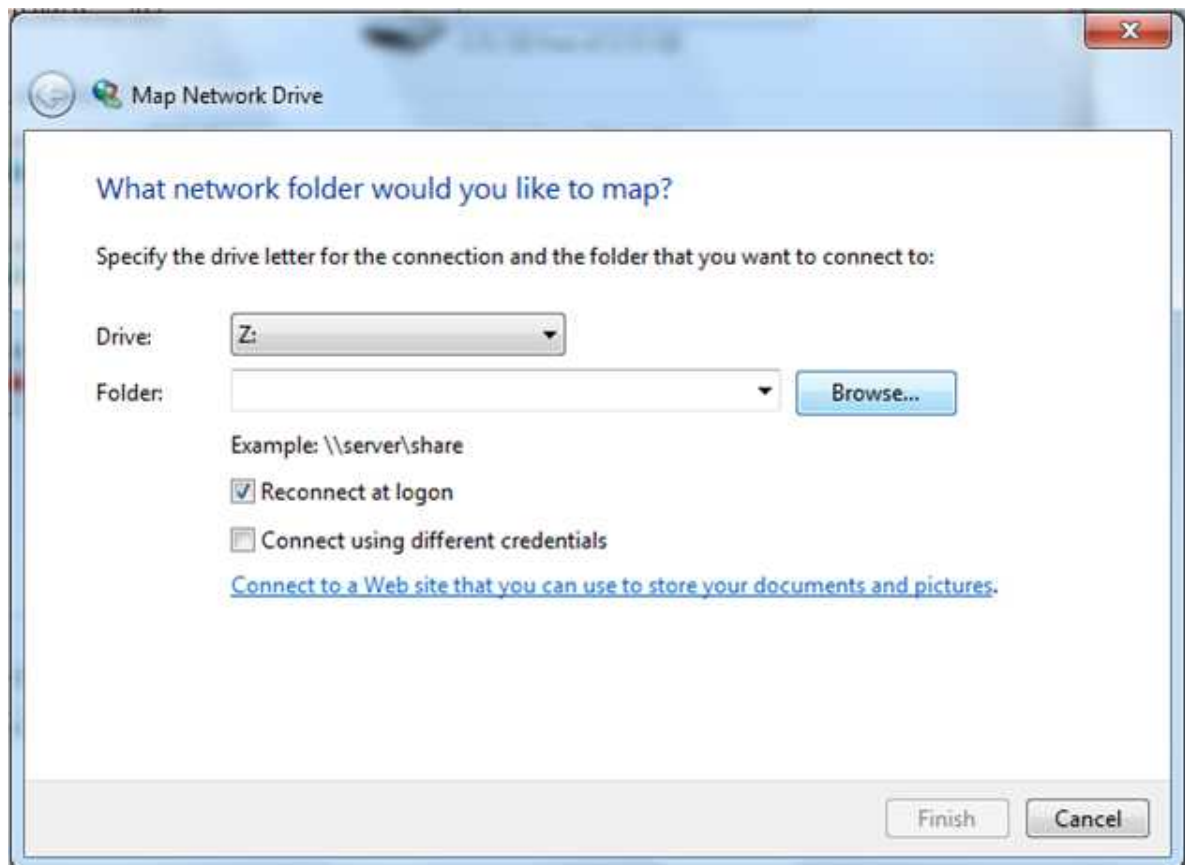 Map Network Drive
What network folder would you like to map?
Specify the drive letter for the connection and the folder that you want to connect to:
Drive: Z:
Folder: Browse...
Example: \\server\share
Reconnect at logon
Connect using different credentials
Connect to a Web site that you can use to store your documents and pictures.
Finish Cancel